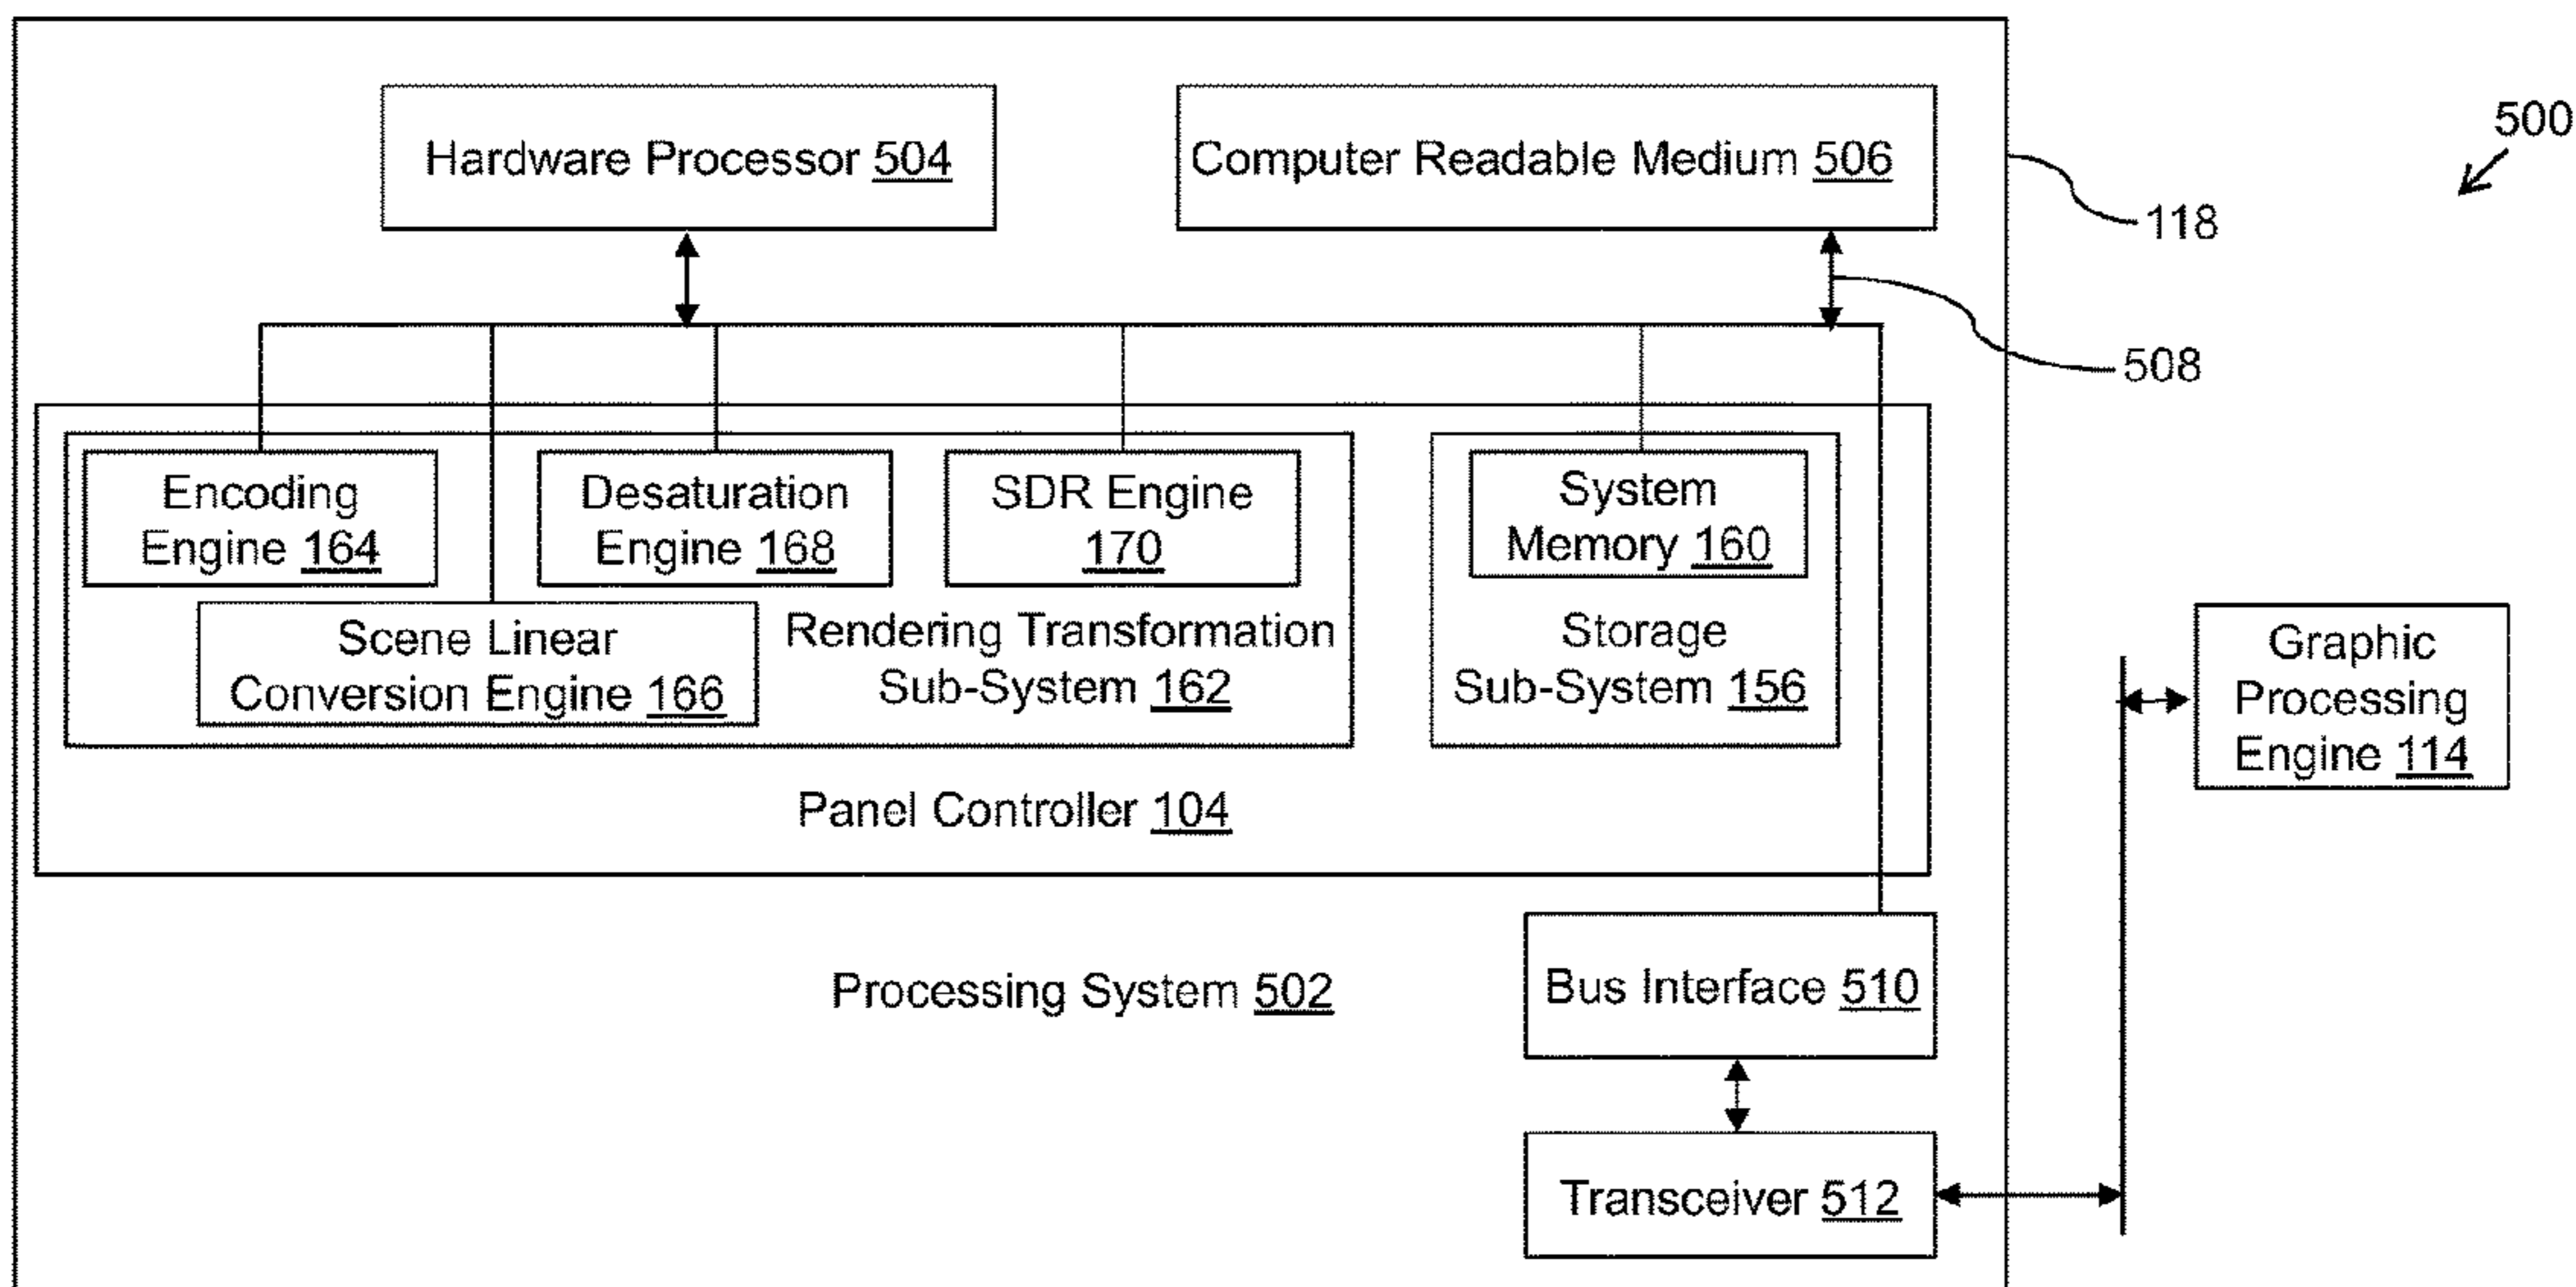 500
Hardware Processor 504
Computer Readable Medium 506
118
508
Encoding
Engine 164
Desaturation
Engine 168
SDR Engine
170
System
Memory 160
Scene Linear
Conversion Engine 166
Rendering Transformation
Sub-System 162
Storage
Sub-System 156
Graphic
Processing
Engine 114
Panel Controller 104
Processing System 502
Bus Interface 510
Transceiver 512